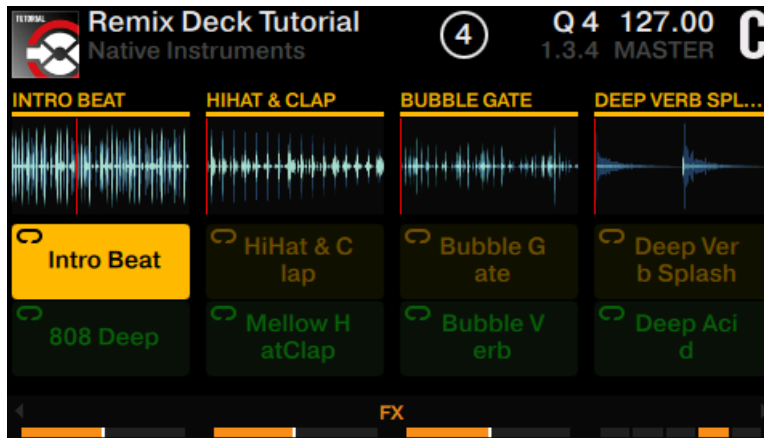 TUTORIAL
Remix Deck Tutorial
Native Instruments
4
Q 4 127.00
1.3.4 MASTER
C
INTRO BEAT HIHAT & CLAP BUBBLE GATE DEEP VERB SPL...
Intro Beat
HiHat & C
lap
Bubble G
ate
Deep Ver
b Splash
808 Deep
Mellow H
atClap
Bubble V
erb
Deep Aci
d
FX